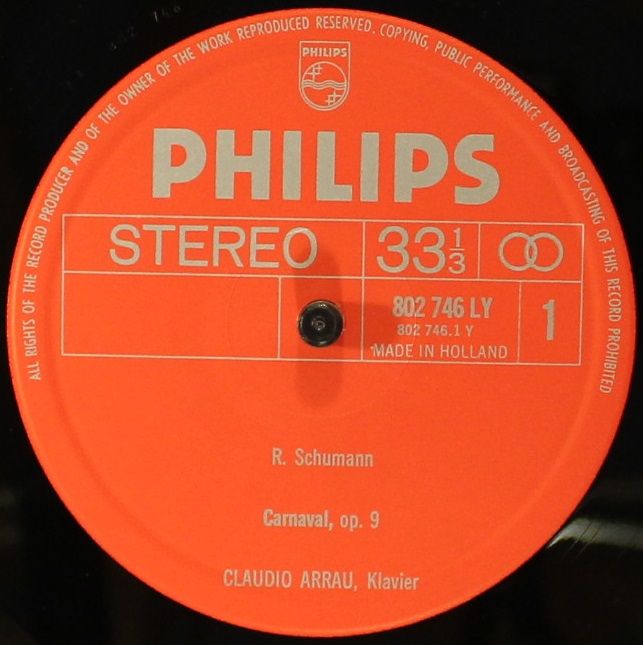 ALL RIGHTS OF THE RECORD PRODUCER AND OF THE OWNER OF THE WORK REPRODUCED RESERVED. COPYING, PUBLIC PERFORMANCE AND BROADCASTING OF THIS RECORD PROHIBITED
PHILIPS
PHILIPS
STEREO 33 1/3
802 746 LY 1
802 746.1 Y
MADE IN HOLLAND
R. Schumann
Carnaval, op. 9
CLAUDIO ARRAU, Klavier